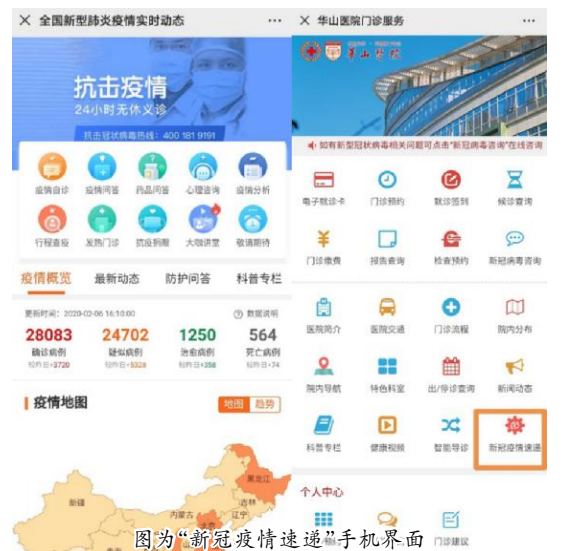 全国新型肺炎疫情实时动态
抗击疫情
24小时无休义诊
抗击冠状病毒热线：400 181 9191
疫情自诊 疫情问答 药品问答 心理咨询 疫情分析
行程查疫 发热门诊 抗疫捐赠 大咖讲堂 敬请期待
疫情概览 最新动态 防护问答 科普专栏
更新时间：2020-02-06 16:10:00 数据说明
28083 24702 1250 564
确诊病例 疑似病例 治愈病例 死亡病例
较昨日+3720 较昨日+5328 较昨日+358 较昨日+74
疫情地图 地图 趋势
黑龙江
新疆 吉林
内蒙古 辽宁
华山医院门诊服务
華山醫院
如有新型冠状病毒相关问题可点击“新冠病毒咨询”在线咨询
电子就诊卡 门诊预约 就诊签到 候诊查询
门诊缴费 报告查询 检查预约 新冠病毒咨询
医院简介 医院交通 门诊流程 院内分布
院内导航 特色科室 出/停诊查询 新闻动态
科普专栏 健康视频 智能导诊 新冠疫情速递
个人中心
门诊建议
图为“新冠疫情速递”手机界面